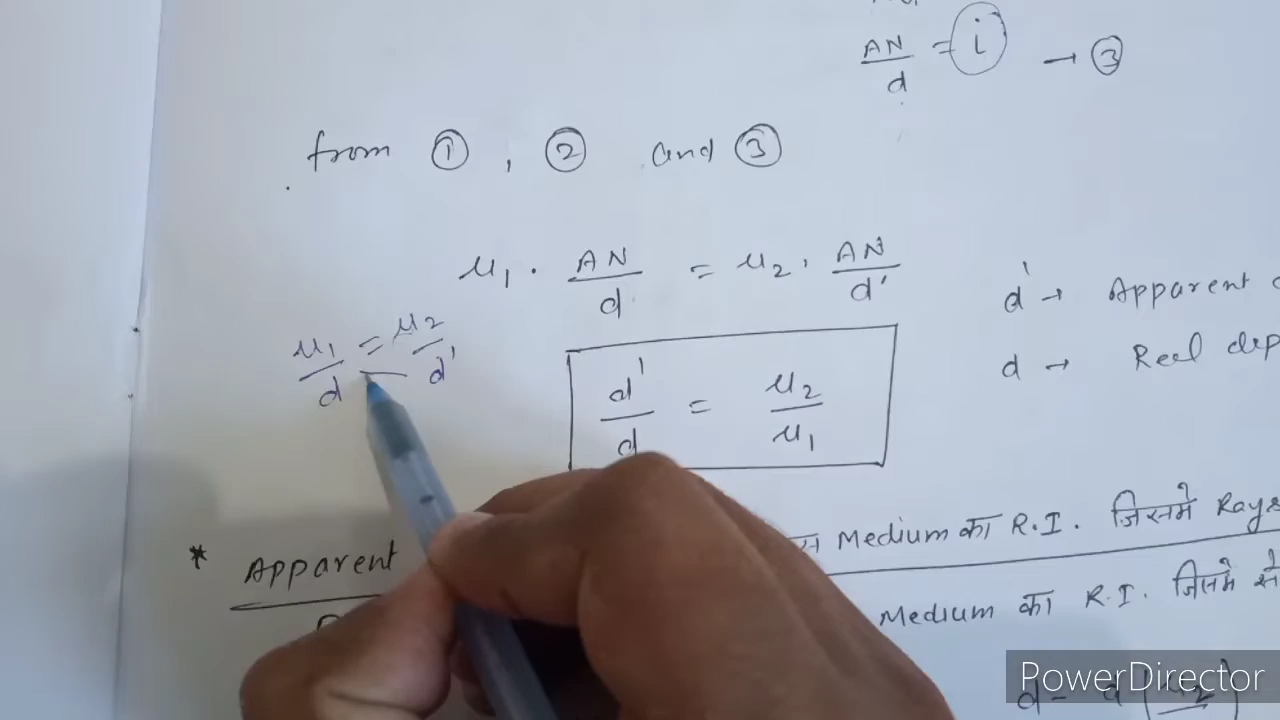 AN/d = i → ③
from ① , ② and ③
μ₁ · AN/d = μ₂ · AN/d'
μ₁/d = μ₂/d'
d'/d = μ₂/μ₁
d' → Apparent
d → Real
* Apparent
Medium का R.I. जिसमे Rays
Medium का R.I. जिसमे से
PowerDirector